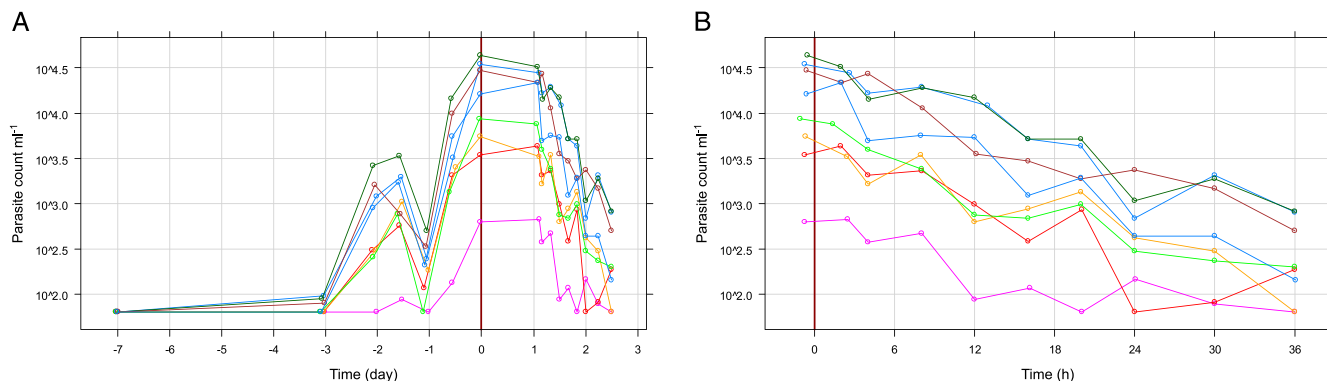 A
Parasite count ml⁻¹
10^4.5
10^4.0
10^3.5
10^3.0
10^2.5
10^2.0
-7 -6 -5 -4 -3 -2 -1 0 1 2 3
Time (day)
B
Parasite count ml⁻¹
10^4.5
10^4.0
10^3.5
10^3.0
10^2.5
10^2.0
0 6 12 18 24 30 36
Time (h)